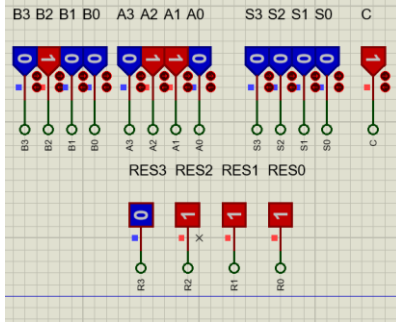 B3 B2 B1 B0 A3 A2 A1 A0 S3 S2 S1 S0 C
0 1 0 0 0 1 1 0 0 0 0 0 1
B3 B2 B1 B0 A3 A2 A1 A0 S3 S2 S1 S0 C
RES3 RES2 RES1 RES0
0 1 1 1
R3 R2 R1 R0